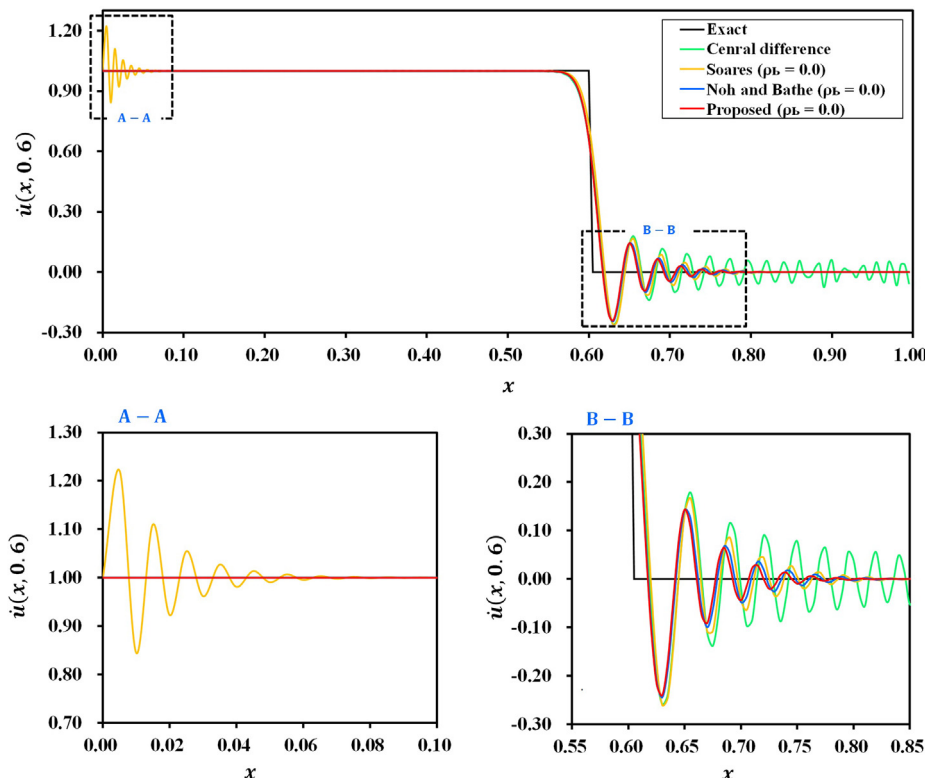 1.20
0.90
0.60
0.30
0.00
-0.30
u̇(x, 0.6)
A − A
B − B
Exact
Cenral difference
Soares (ρь = 0.0)
Noh and Bathe (ρь = 0.0)
Proposed (ρь = 0.0)
0.00 0.10 0.20 0.30 0.40 0.50 0.60 0.70 0.80 0.90 1.00
x
A − A
1.30
1.20
1.10
1.00
0.90
0.80
0.70
u̇(x, 0.6)
0.00 0.02 0.04 0.06 0.08 0.10
x
B − B
0.30
0.20
0.10
0.00
-0.10
-0.20
-0.30
u̇(x, 0.6)
0.55 0.60 0.65 0.70 0.75 0.80 0.85
x